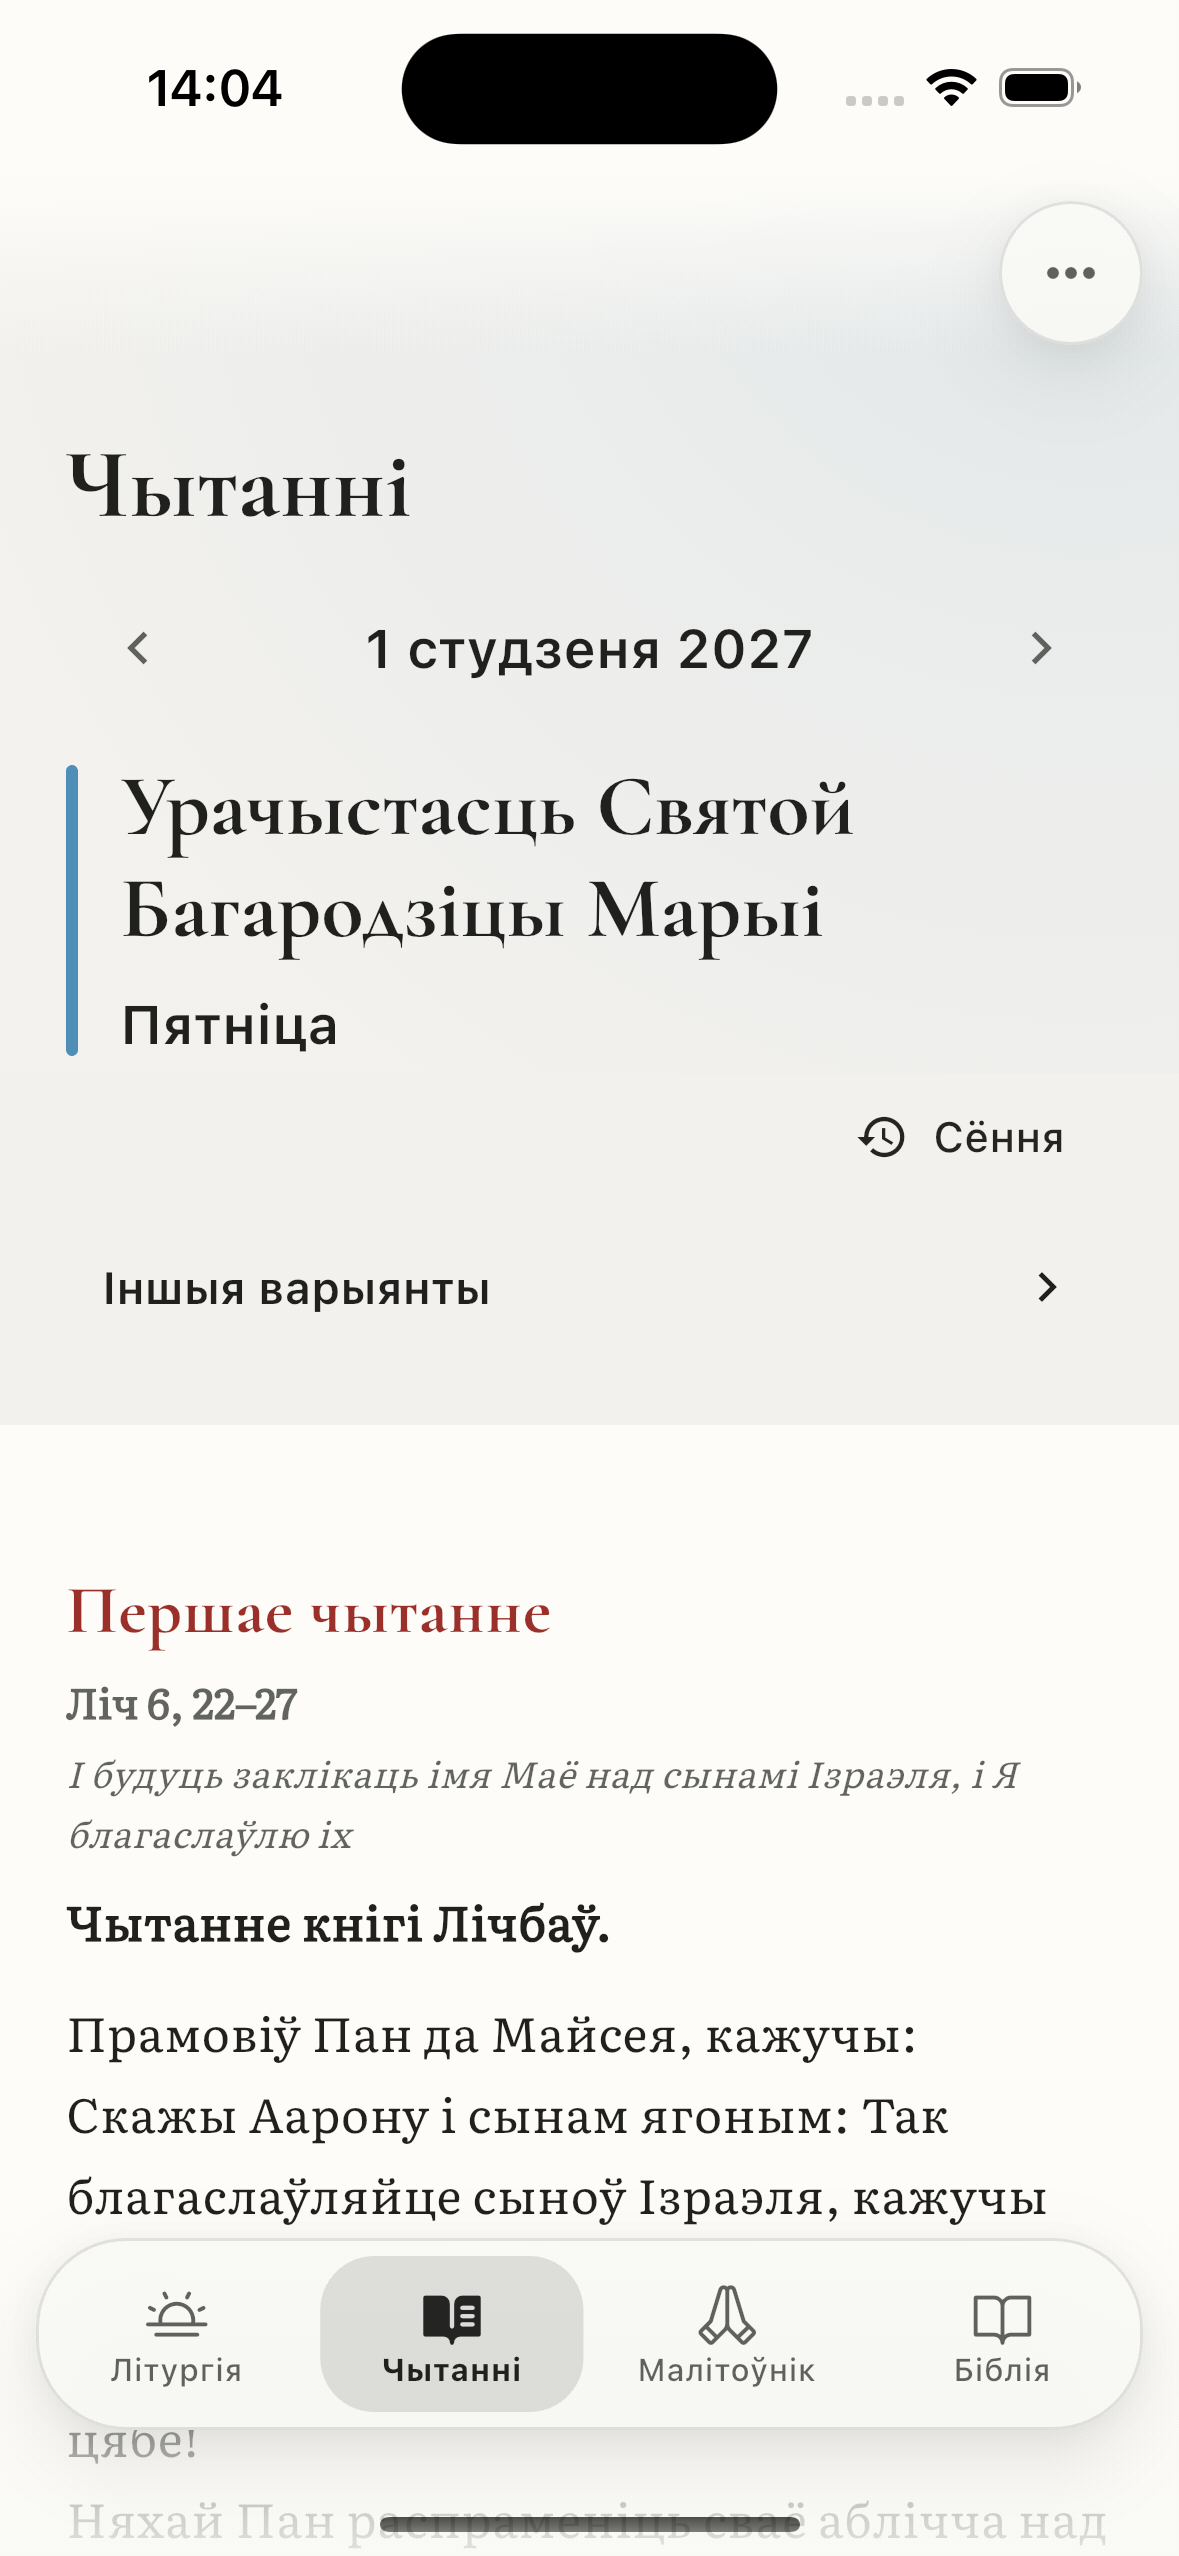 14:04
Чытанні
1 студзеня 2027
Урачыстасць Святой
Багародзіцы Марыі
Пятніца
Сёння
Іншыя варыянты
Першае чытанне
Ліч 6, 22–27
І будуць заклікаць імя Маё над сынамі Ізраэля, і Я
благаслаўлю іх
Чытанне кнігі Лічбаў.
Прамовіў Пан да Майсея, кажучы:
Скажы Аарону і сынам ягоным: Так
благаслаўляйце сыноў Ізраэля, кажучы
Літургія
Чытанні
Малітоўнік
Біблія
цябе!
Няхай Пан распраменіць сваё аблічча над